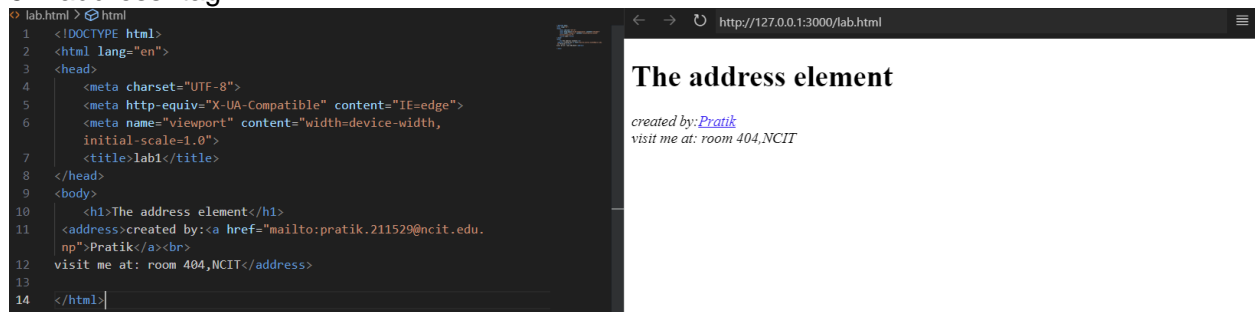 lab.html > html
1 <!DOCTYPE html>
2 <html lang="en">
3 <head>
4 <meta charset="UTF-8">
5 <meta http-equiv="X-UA-Compatible" content="IE=edge">
6 <meta name="viewport" content="width=device-width,
initial-scale=1.0">
7 <title>lab1</title>
8 </head>
9 <body>
10 <h1>The address element</h1>
11 <address>created by:<a href="mailto:pratik.211529@ncit.edu.
np">Pratik</a><br>
12 visit me at: room 404,NCIT</address>
13
14 </html>
http://127.0.0.1:3000/lab.html
The address element
created by:Pratik
visit me at: room 404,NCIT